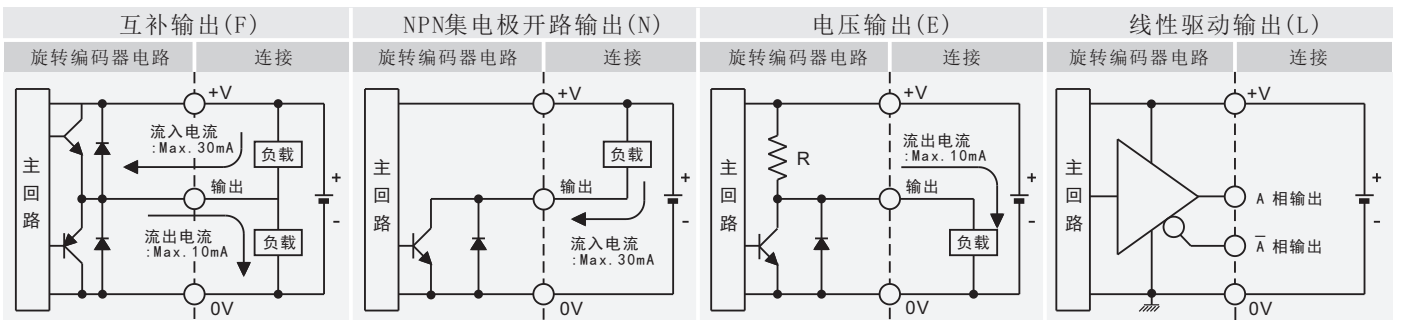 互补输出(F)
旋转编码器电路 连接
主回路
+V
流入电流
:Max. 30mA
负载
输出
流出电流
:Max. 10mA
负载
+
-
0V
NPN集电极开路输出(N)
旋转编码器电路 连接
主回路
+V
负载
输出
流入电流
:Max. 30mA
+
-
0V
电压输出(E)
旋转编码器电路 连接
主回路
+V
R
流出电流
:Max. 10mA
输出
负载
+
-
0V
线性驱动输出(L)
旋转编码器电路 连接
主回路
+V
A 相输出
A̅ 相输出
+
-
0V